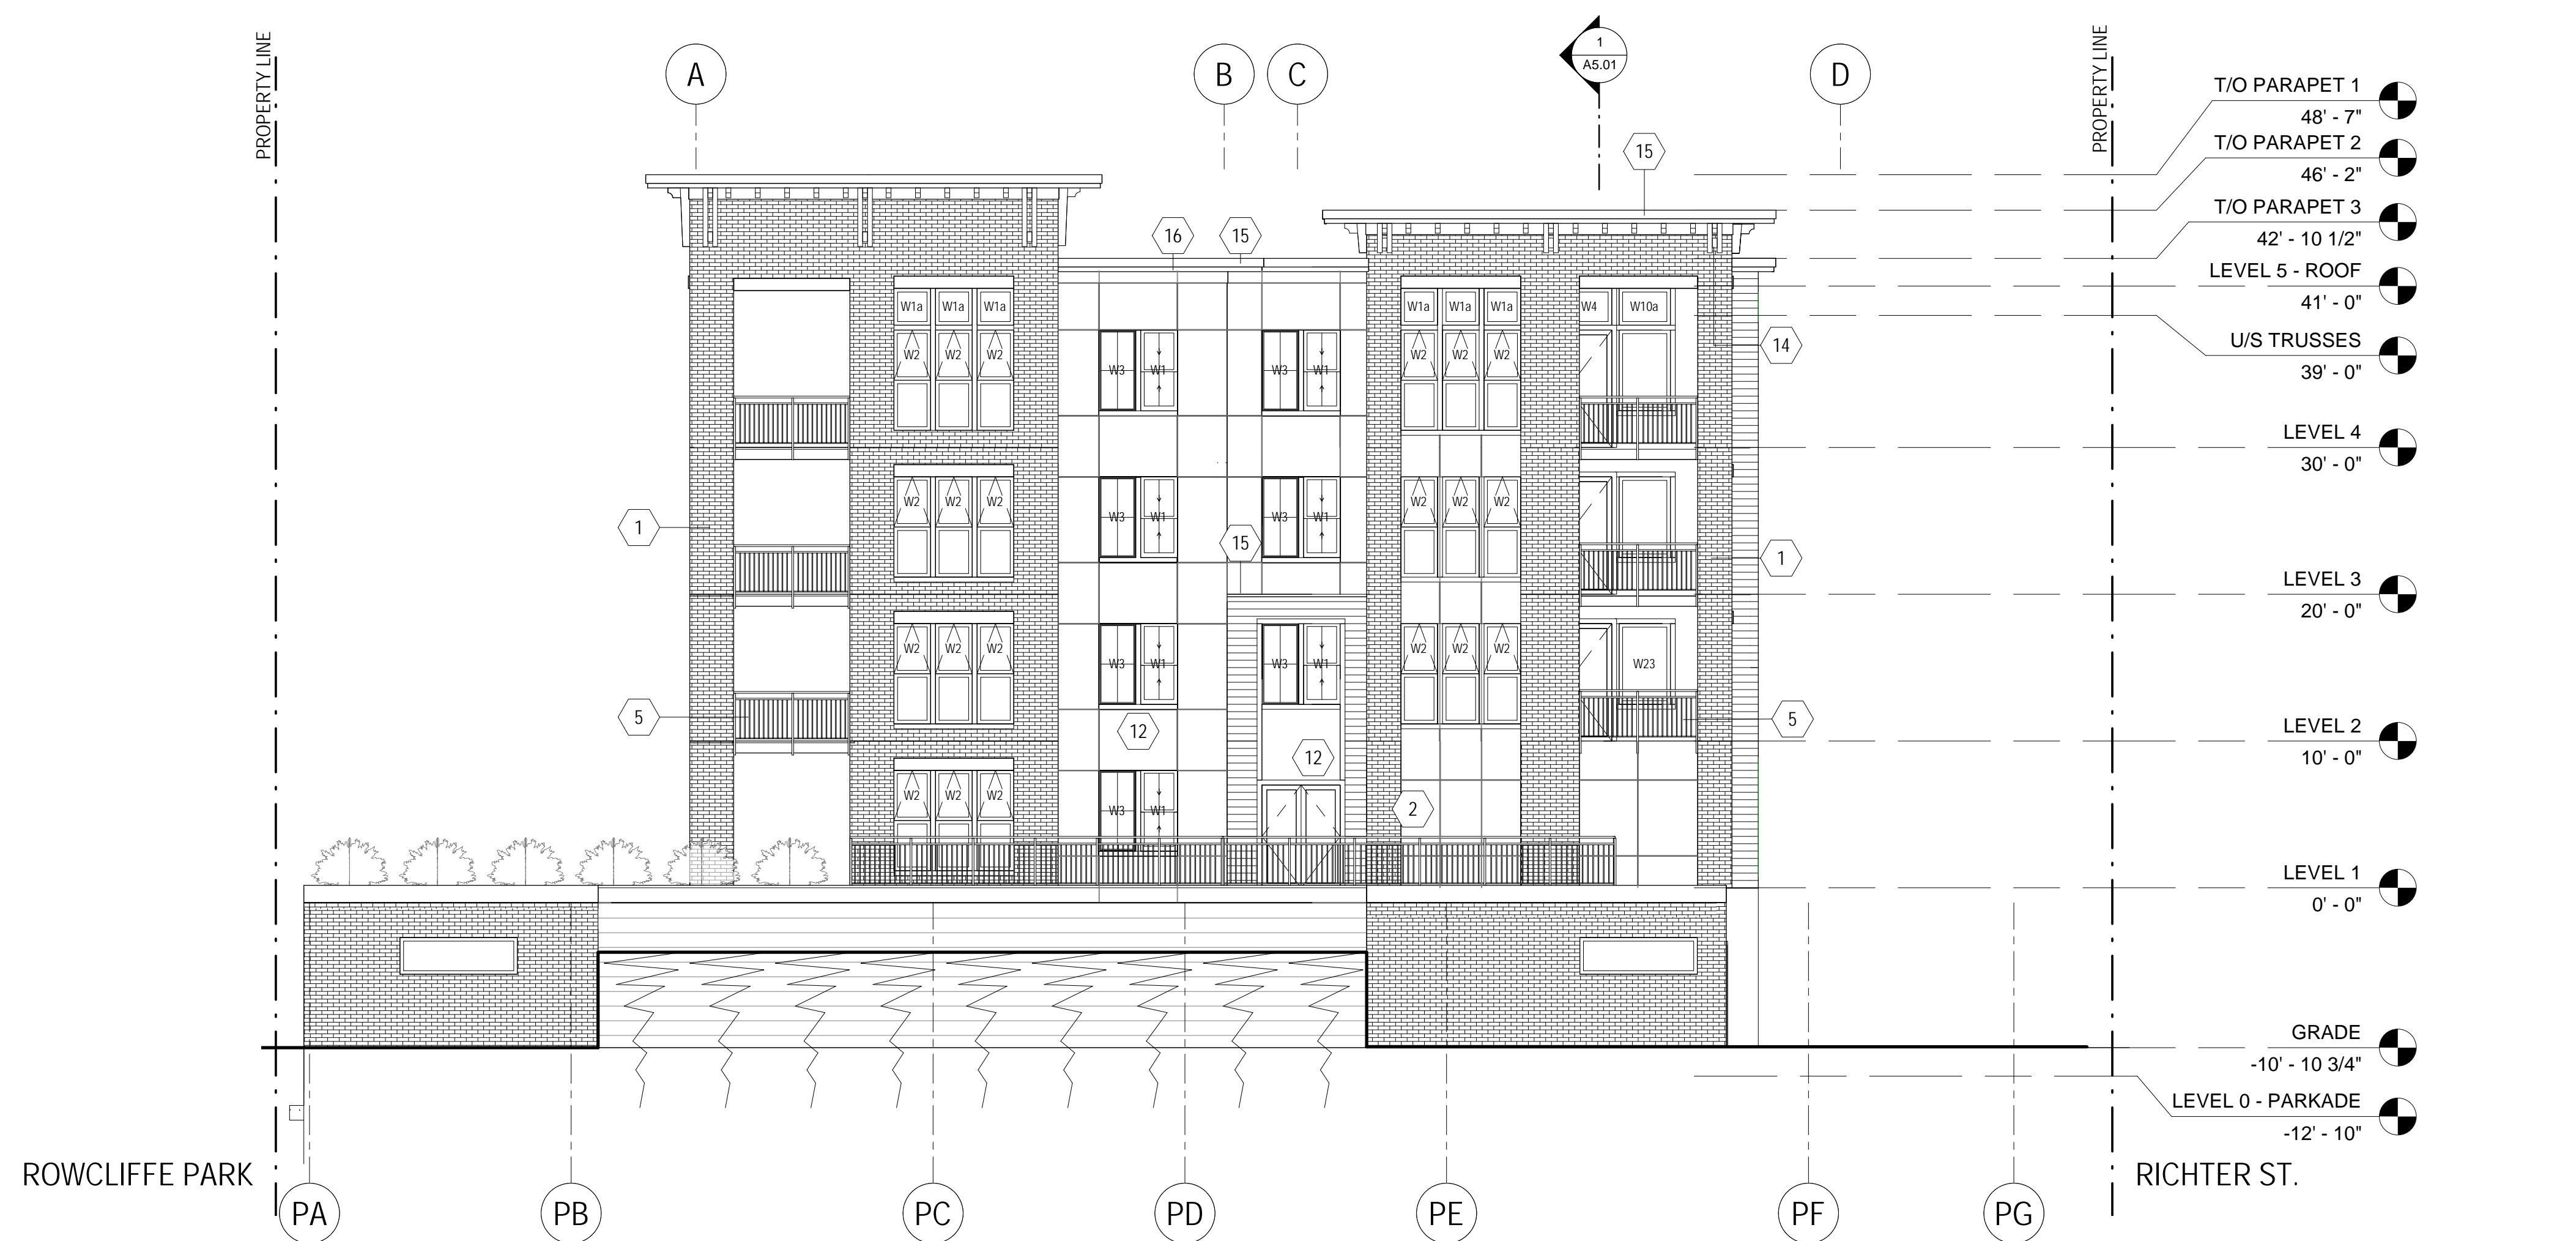 PROPERTY LINE
A
B
C
1
A5.01
D
PROPERTY LINE
T/O PARAPET 1
48' - 7"
T/O PARAPET 2
46' - 2"
T/O PARAPET 3
42' - 10 1/2"
LEVEL 5 - ROOF
41' - 0"
U/S TRUSSES
39' - 0"
LEVEL 4
30' - 0"
LEVEL 3
20' - 0"
LEVEL 2
10' - 0"
LEVEL 1
0' - 0"
GRADE
-10' - 10 3/4"
LEVEL 0 - PARKADE
-12' - 10"
15
16 15
W1a W1a W1a W1a W1a W1a W4 W10a
14
W2 W2 W2 W3 W1 W3 W1 W2 W2 W2
W2 W2 W2 W3 W1 W3 W1 W2 W2 W2
1
15
1
W2 W2 W2 W3 W1 W3 W1 W2 W2 W2 W23
5
12
12
5
W2 W2 W2 W3 W1
2
ROWCLIFFE PARK
RICHTER ST.
PA PB PC PD PE PF PG